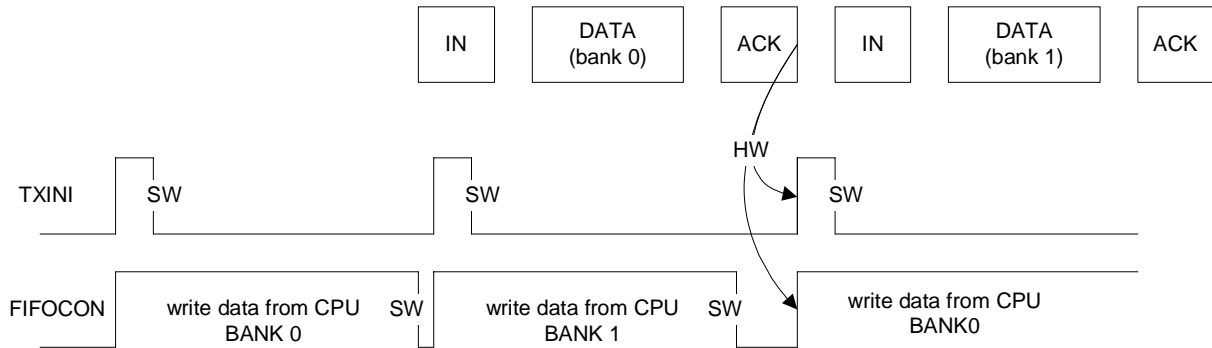 IN
DATA
(bank 0)
ACK
IN
DATA
(bank 1)
ACK
HW
TXINI
SW
SW
SW
FIFOCON
write data from CPU
BANK 0
SW
write data from CPU
BANK 1
SW
write data from CPU
BANK0